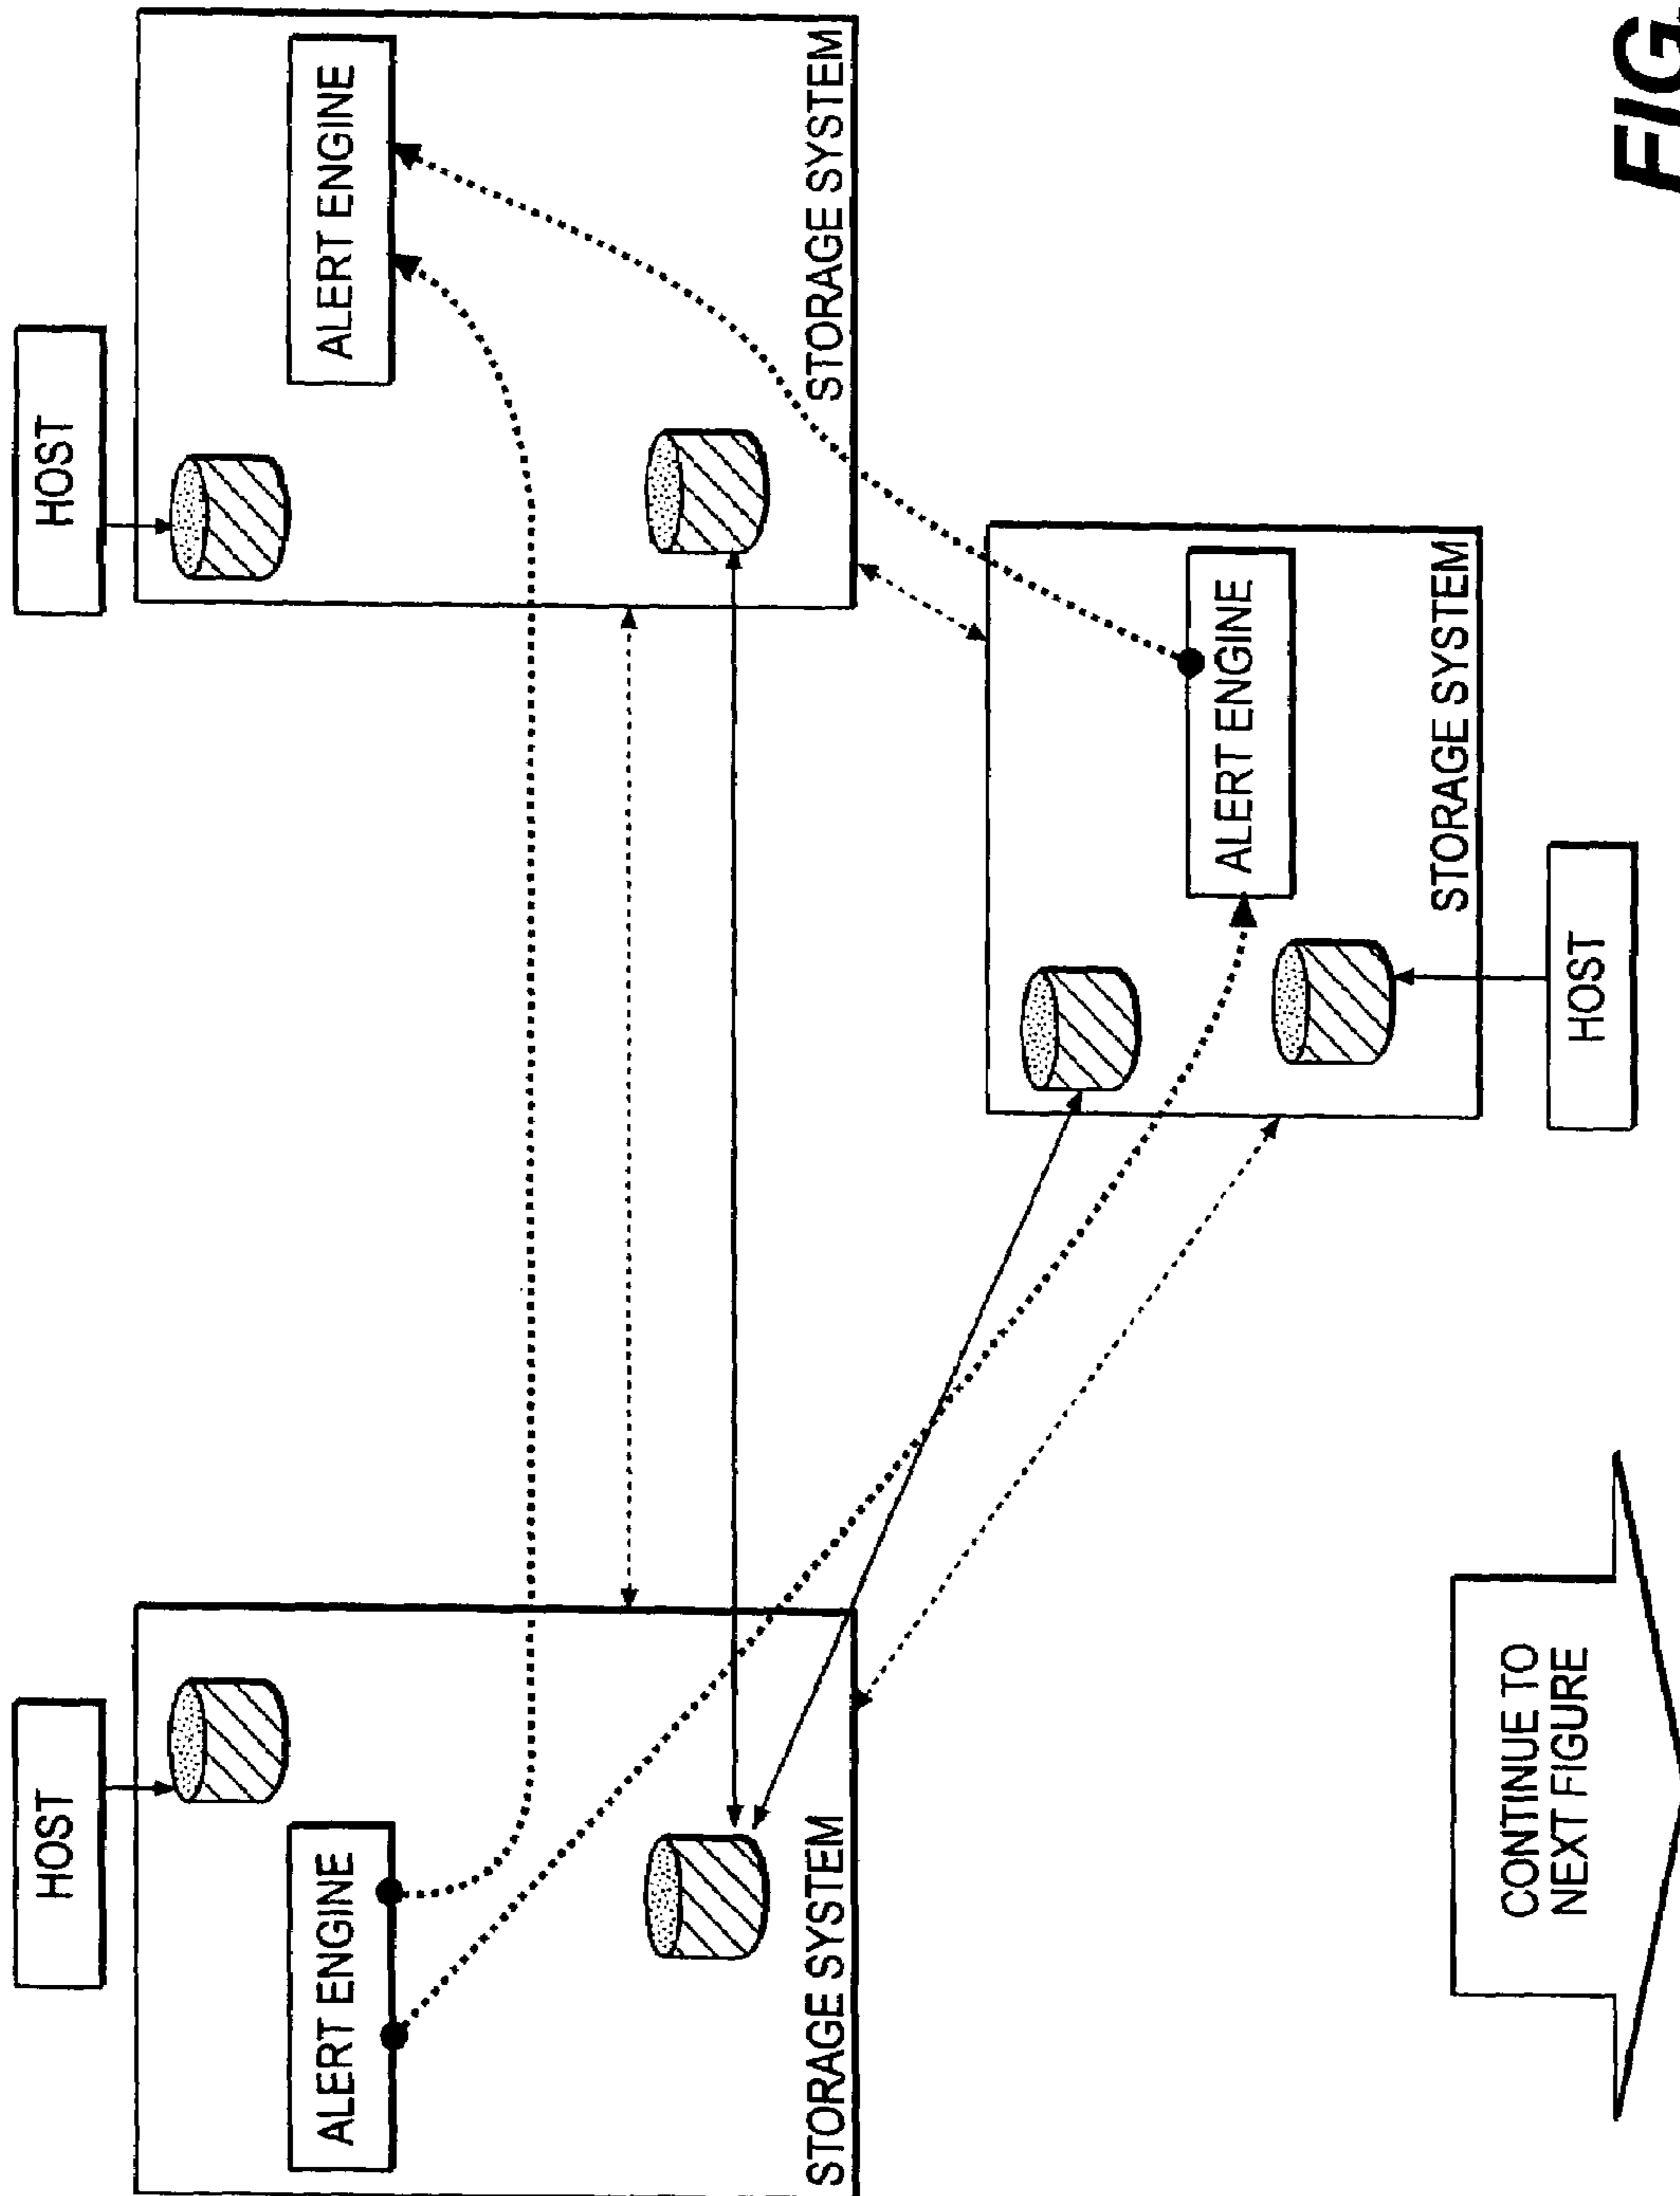 HOST
HOST
ALERT ENGINE
ALERT ENGINE
STORAGE SYSTEM
STORAGE SYSTEM
ALERT ENGINE
STORAGE SYSTEM
CONTINUE TO
NEXT FIGURE
HOST
FIG.